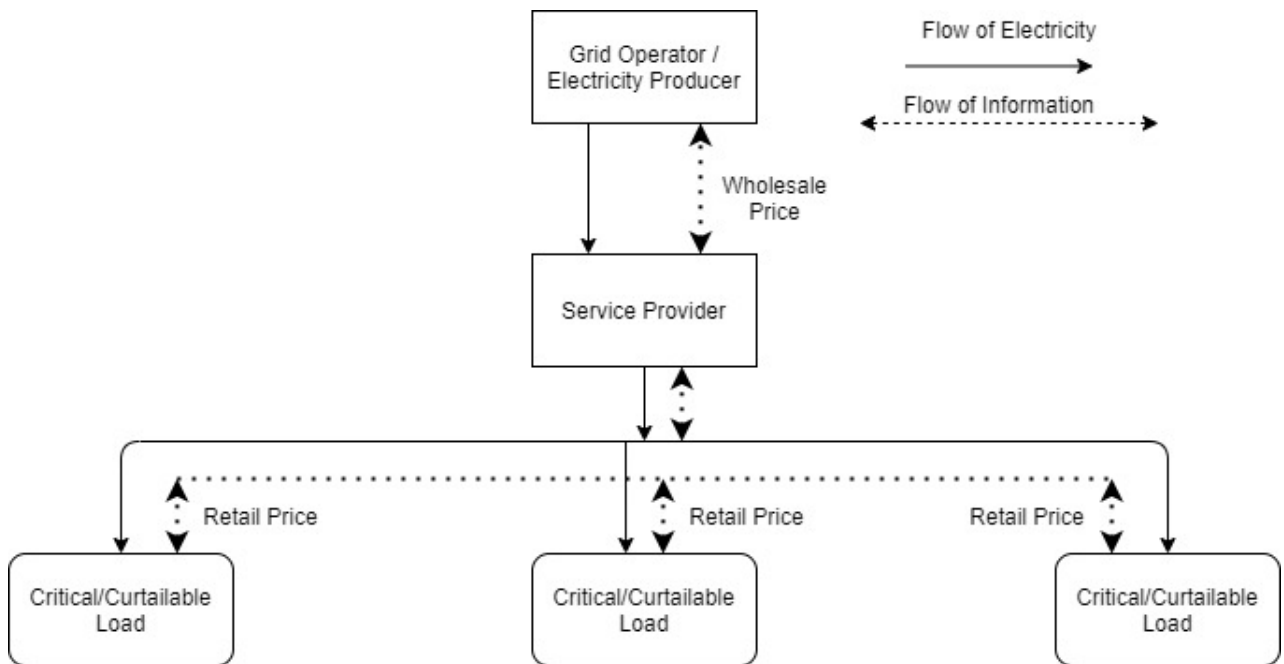 Grid Operator /
Electricity Producer
Flow of Electricity
Flow of Information
Wholesale
Price
Service Provider
Retail Price
Retail Price
Retail Price
Critical/Curtailable
Load
Critical/Curtailable
Load
Critical/Curtailable
Load